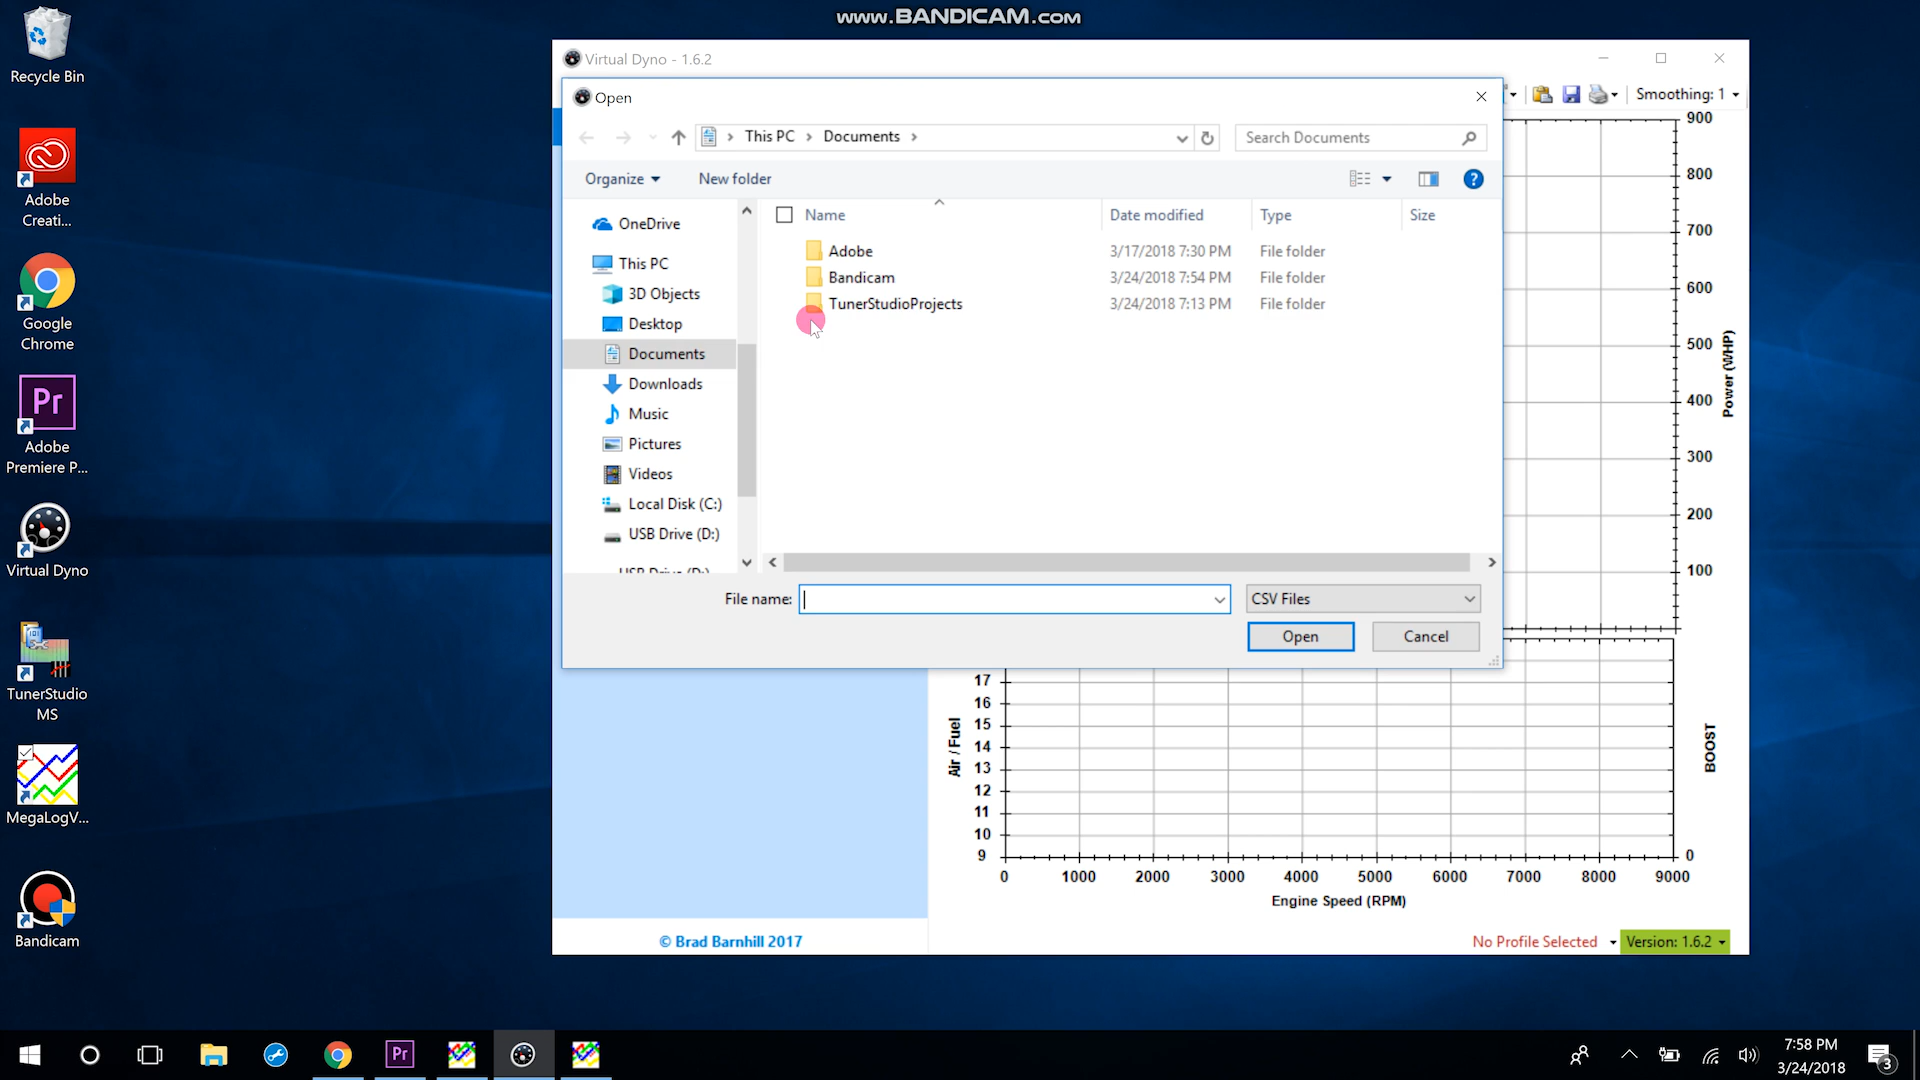 www.BANDICAM.com
Recycle Bin
Adobe
Creati...
Google
Chrome
Pr
Adobe
Premiere P...
Virtual Dyno
TunerStudio
MS
MegaLogV...
Bandicam
Virtual Dyno - 1.6.2
Smoothing: 1
Open
This PC
Documents
Search Documents
Organize
New folder
?
Name
Date modified
Type
Size
Adobe
3/17/2018 7:30 PM
File folder
Bandicam
3/24/2018 7:54 PM
File folder
TunerStudioProjects
3/24/2018 7:13 PM
File folder
OneDrive
This PC
3D Objects
Desktop
Documents
Downloads
Music
Pictures
Videos
Local Disk (C:)
USB Drive (D:)
USB Drive (D:)
File name:
CSV Files
Open
Cancel
900
800
700
600
500
400
300
200
100
Power (WHP)
17
16
15
14
13
12
11
10
9
Air / Fuel
BOOST
0
0
1000
2000
3000
4000
5000
6000
7000
8000
9000
Engine Speed (RPM)
© Brad Barnhill 2017
No Profile Selected
Version: 1.6.2
Pr
7:58 PM
3/24/2018
3